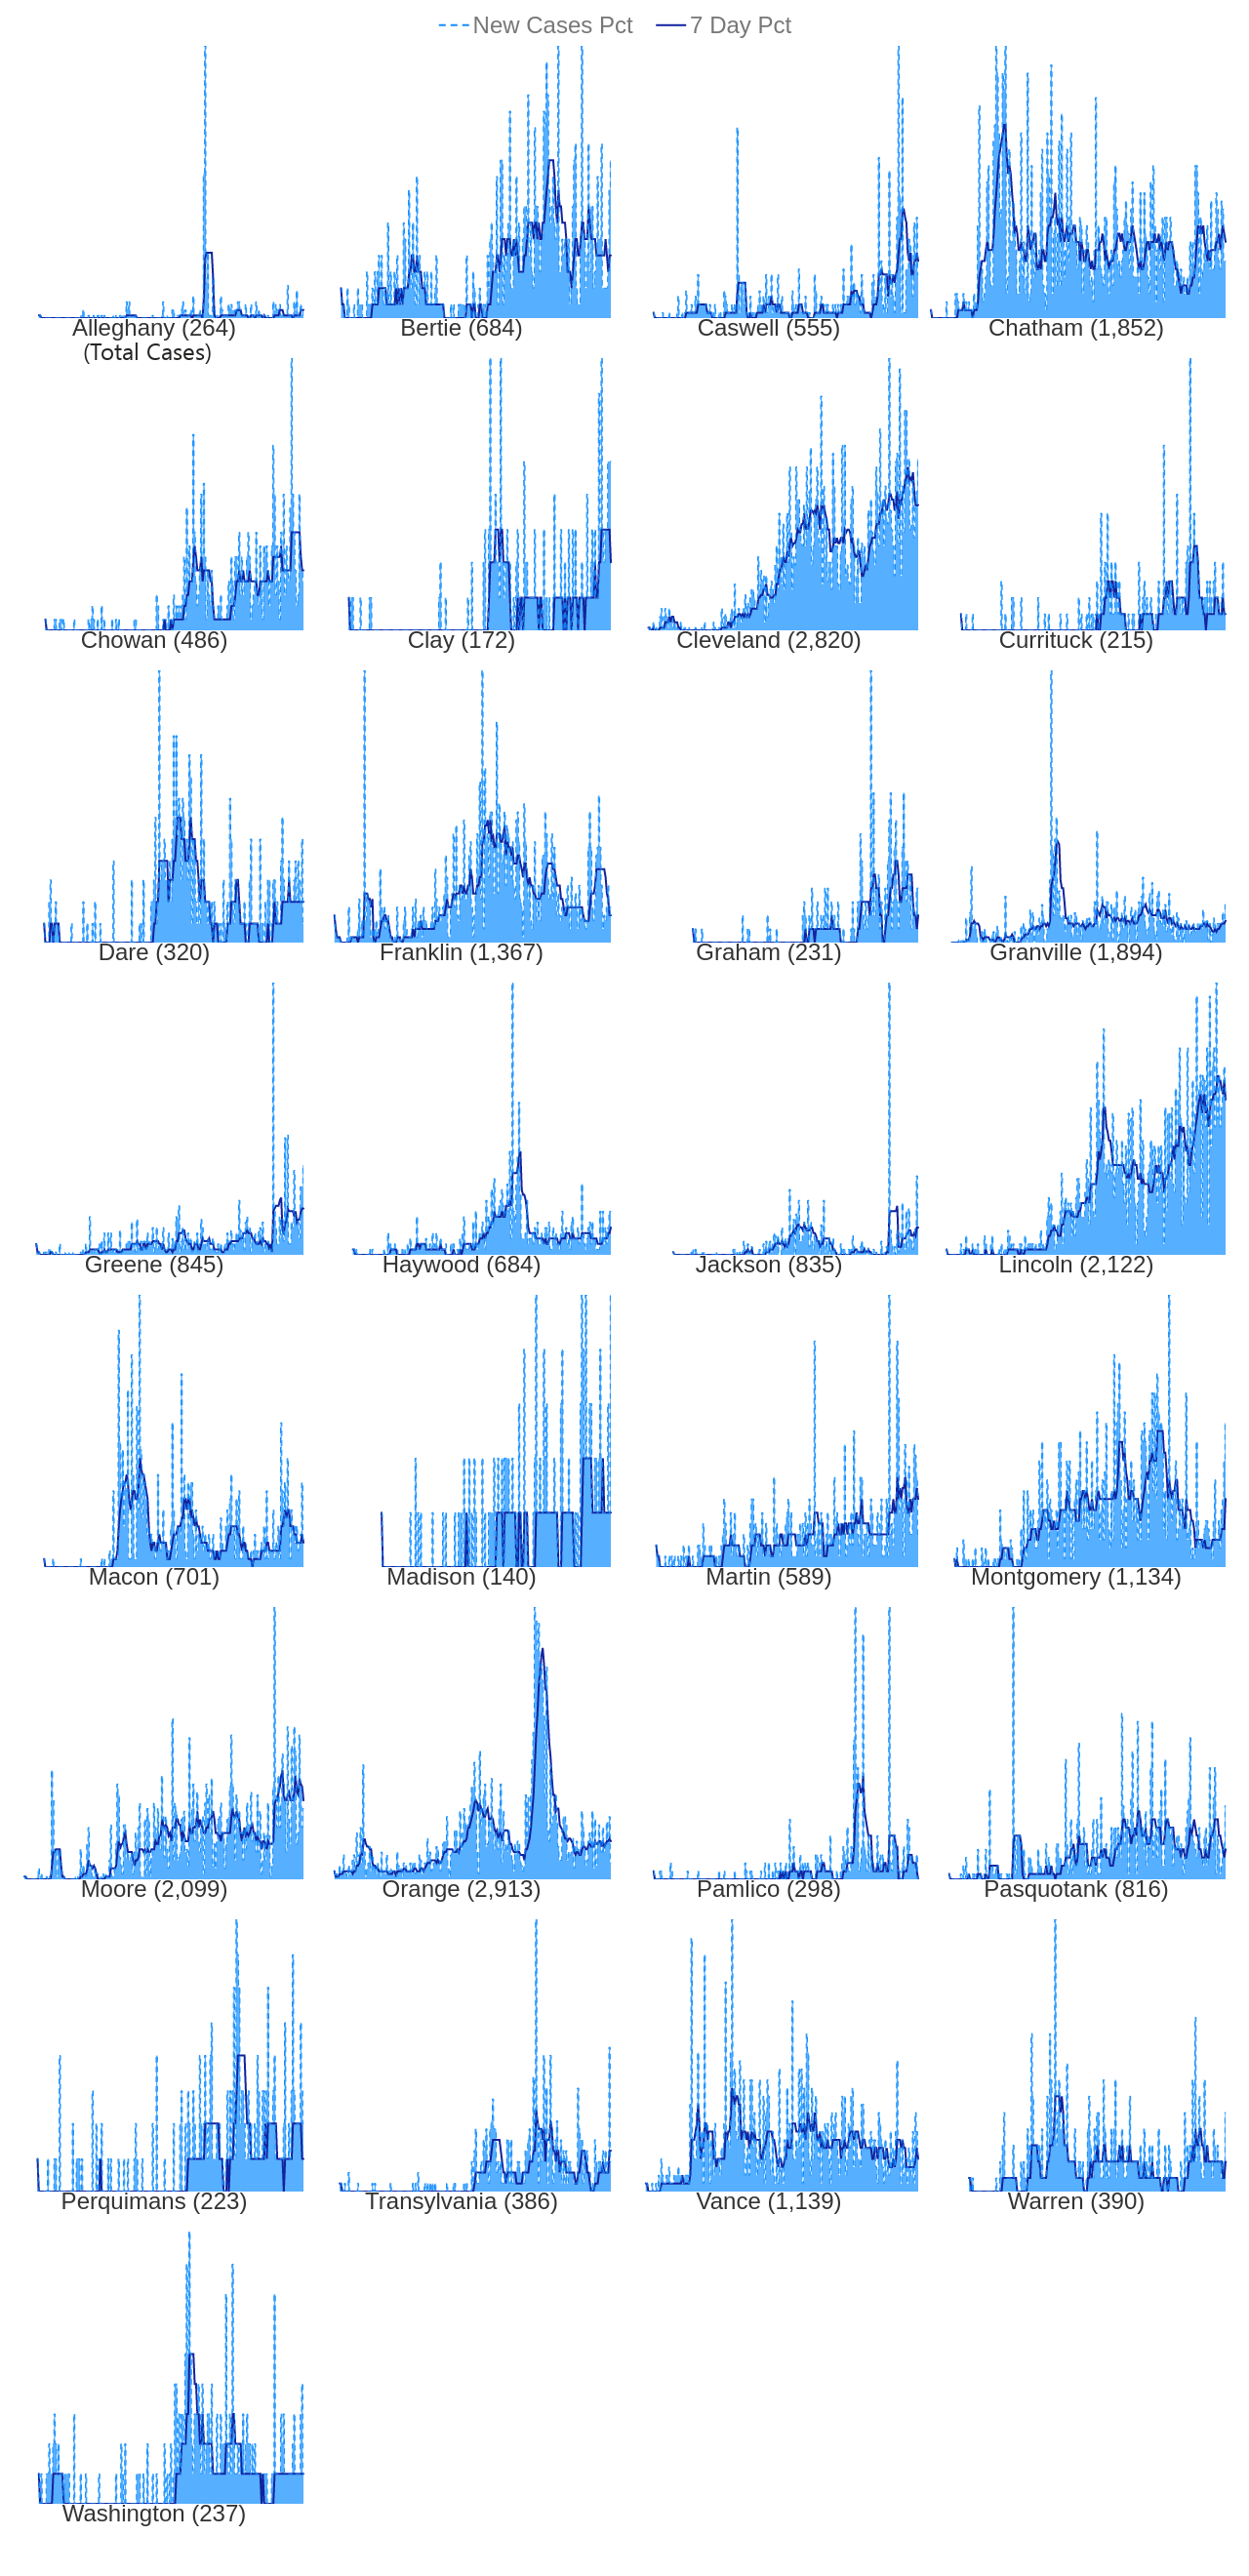 New Cases Pct 7 Day Pct
Alleghany (264) Bertie (684) Caswell (555) Chatham (1,852)
(Total Cases)
Chowan (486) Clay (172) Cleveland (2,820) Currituck (215)
Dare (320) Franklin (1,367) Graham (231) Granville (1,894)
Greene (845) Haywood (684) Jackson (835) Lincoln (2,122)
Macon (701) Madison (140) Martin (589) Montgomery (1,134)
Moore (2,099) Orange (2,913) Pamlico (298) Pasquotank (816)
Perquimans (223) Transylvania (386) Vance (1,139) Warren (390)
Washington (237)